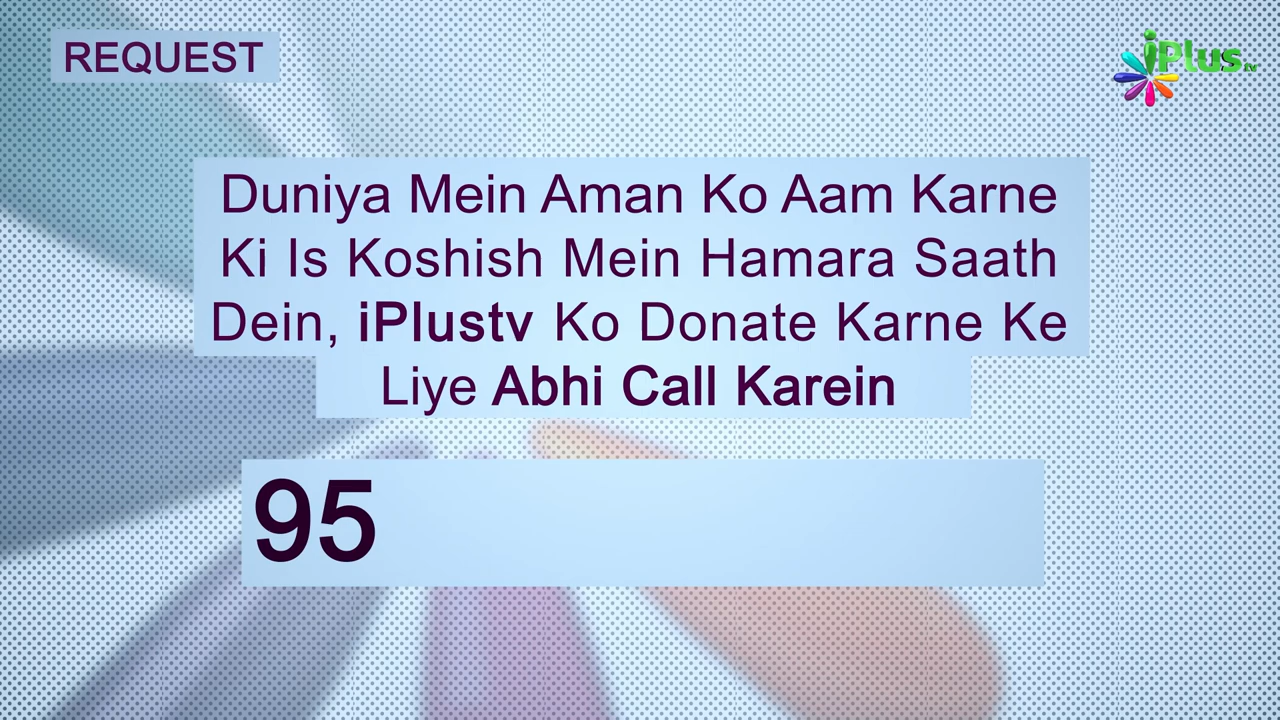 REQUEST
iPlus.tv
Duniya Mein Aman Ko Aam Karne
Ki Is Koshish Mein Hamara Saath
Dein, iPlustv Ko Donate Karne Ke
Liye Abhi Call Karein
95